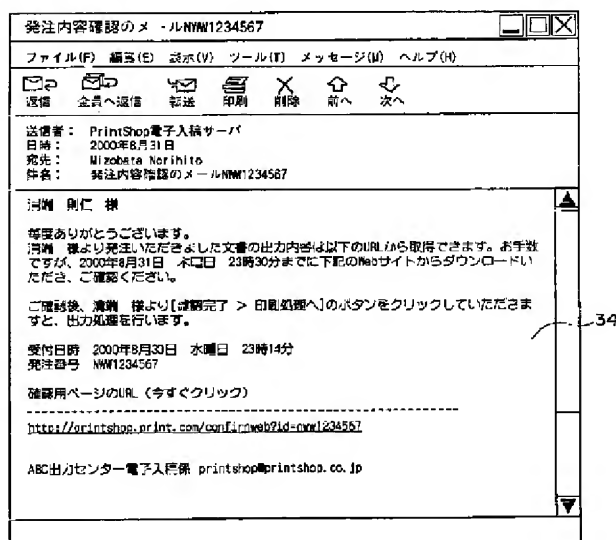 発注内容確認のメール NWW1234567
ファイル(F) 編集(E) 表示(V) ツール(T) メッセージ(M) ヘルプ(H)
返信 全員へ返信 転送 印刷 削除 前へ 次へ
送信者: PrintShop電子入稿サーバ
日時: 2000年8月31日
宛先: Mizobata Norihito
件名: 発注内容確認のメールNWW1234567
溝端 則仁 様
毎度ありがとうございます。
溝端 様より発注いただきました文書の出力内容は以下のURLから取得できます。お手数
ですが、2000年8月31日 木曜日 23時30分までに下記のWebサイトからダウンロードい
ただき、ご確認ください。
ご確認後、溝端 様より[確認完了 > 印刷処理へ]のボタンをクリックしていただきま
すと、出力処理を行います。
34
受付日時 2000年8月30日 水曜日 23時14分
発注番号 NWW1234567
確認用ページのURL (今すぐクリック)
http://printshop.print.com/confirmweb?id=nww1234567
ABC出力センター電子入稿係 printshop@printshop.co.jp